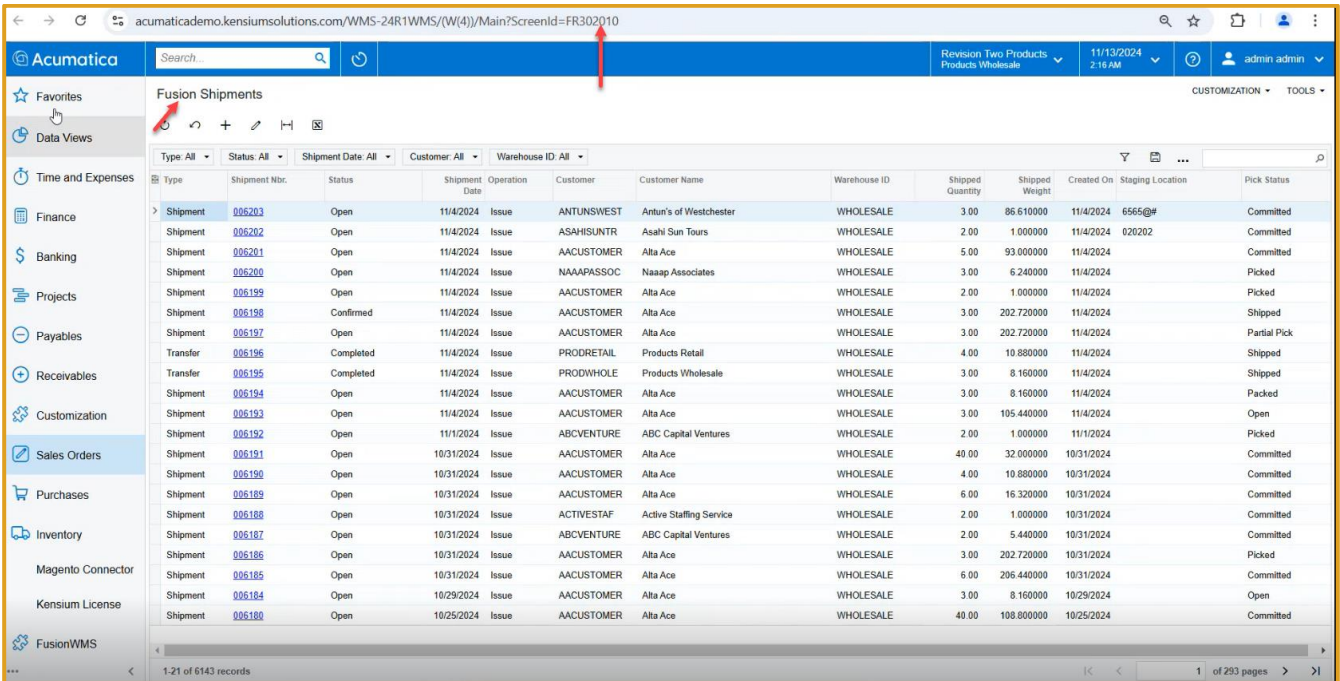 acumaticademo.kensiumsolutions.com/WMS-24R1WMS/(W(4))/Main?ScreenId=FR302010
Acumatica
Search...
Revision Two Products
Products Wholesale
11/13/2024
2:16 AM
admin admin
Favorites
Data Views
Time and Expenses
Finance
Banking
Projects
Payables
Receivables
Customization
Sales Orders
Purchases
Inventory
Magento Connector
Kensium License
FusionWMS
Fusion Shipments
CUSTOMIZATION
TOOLS
Type: All Status: All Shipment Date: All Customer: All Warehouse ID: All
Type Shipment Nbr. Status Shipment Date Operation Customer Customer Name Warehouse ID Shipped Quantity Shipped Weight Created On Staging Location Pick Status
Shipment 006203 Open 11/4/2024 Issue ANTUNSWEST Antun's of Westchester WHOLESALE 3.00 86.610000 11/4/2024 6565@# Committed
Shipment 006202 Open 11/4/2024 Issue ASAHISUNTR Asahi Sun Tours WHOLESALE 2.00 1.000000 11/4/2024 020202 Committed
Shipment 006201 Open 11/4/2024 Issue AACUSTOMER Alta Ace WHOLESALE 5.00 93.000000 11/4/2024 Committed
Shipment 006200 Open 11/4/2024 Issue NAAAPASSOC Naaap Associates WHOLESALE 3.00 6.240000 11/4/2024 Picked
Shipment 006199 Open 11/4/2024 Issue AACUSTOMER Alta Ace WHOLESALE 2.00 1.000000 11/4/2024 Picked
Shipment 006198 Confirmed 11/4/2024 Issue AACUSTOMER Alta Ace WHOLESALE 3.00 202.720000 11/4/2024 Shipped
Shipment 006197 Open 11/4/2024 Issue AACUSTOMER Alta Ace WHOLESALE 3.00 202.720000 11/4/2024 Partial Pick
Transfer 006196 Completed 11/4/2024 Issue PRODRETAIL Products Retail WHOLESALE 4.00 10.880000 11/4/2024 Shipped
Transfer 006195 Completed 11/4/2024 Issue PRODWHOLE Products Wholesale WHOLESALE 3.00 8.160000 11/4/2024 Shipped
Shipment 006194 Open 11/4/2024 Issue AACUSTOMER Alta Ace WHOLESALE 3.00 8.160000 11/4/2024 Packed
Shipment 006193 Open 11/4/2024 Issue AACUSTOMER Alta Ace WHOLESALE 3.00 105.440000 11/4/2024 Open
Shipment 006192 Open 11/1/2024 Issue ABCVENTURE ABC Capital Ventures WHOLESALE 2.00 1.000000 11/1/2024 Picked
Shipment 006191 Open 10/31/2024 Issue AACUSTOMER Alta Ace WHOLESALE 40.00 32.000000 10/31/2024 Committed
Shipment 006190 Open 10/31/2024 Issue AACUSTOMER Alta Ace WHOLESALE 4.00 10.880000 10/31/2024 Committed
Shipment 006189 Open 10/31/2024 Issue AACUSTOMER Alta Ace WHOLESALE 6.00 16.320000 10/31/2024 Committed
Shipment 006188 Open 10/31/2024 Issue ACTIVESTAF Active Staffing Service WHOLESALE 2.00 1.000000 10/31/2024 Committed
Shipment 006187 Open 10/31/2024 Issue ABCVENTURE ABC Capital Ventures WHOLESALE 2.00 5.440000 10/31/2024 Committed
Shipment 006186 Open 10/31/2024 Issue AACUSTOMER Alta Ace WHOLESALE 3.00 202.720000 10/31/2024 Picked
Shipment 006185 Open 10/31/2024 Issue AACUSTOMER Alta Ace WHOLESALE 6.00 206.440000 10/31/2024 Committed
Shipment 006184 Open 10/29/2024 Issue AACUSTOMER Alta Ace WHOLESALE 3.00 8.160000 10/29/2024 Open
Shipment 006180 Open 10/25/2024 Issue AACUSTOMER Alta Ace WHOLESALE 40.00 108.800000 10/25/2024 Committed
1-21 of 6143 records
1 of 293 pages